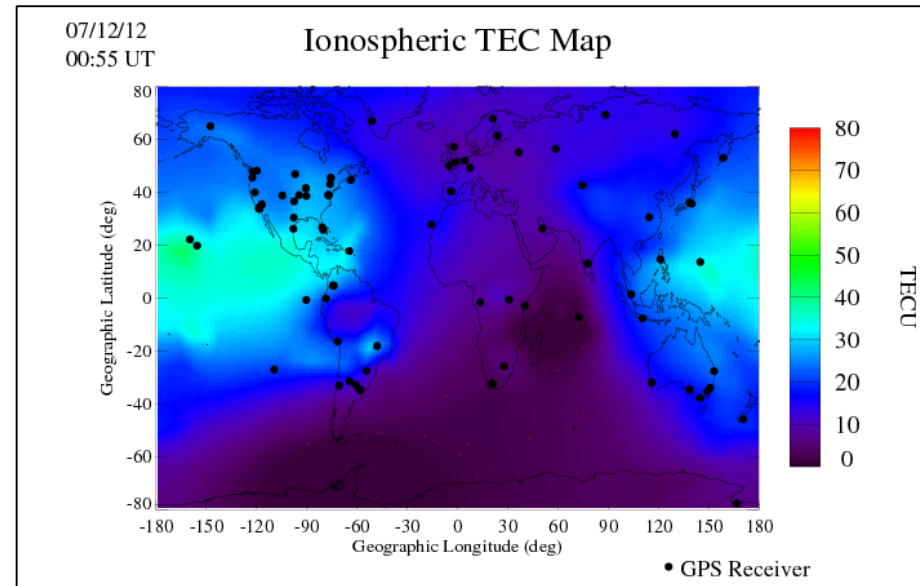 07/12/12
00:55 UT
Ionospheric TEC Map
80
60
40
20
0
-20
-40
-60
-80
Geographic Latitude (deg)
-180 -150 -120 -90 -60 -30 0 30 60 90 120 150 180
Geographic Longitude (deg)
80
70
60
50
40
30
20
10
0
TECU
GPS Receiver